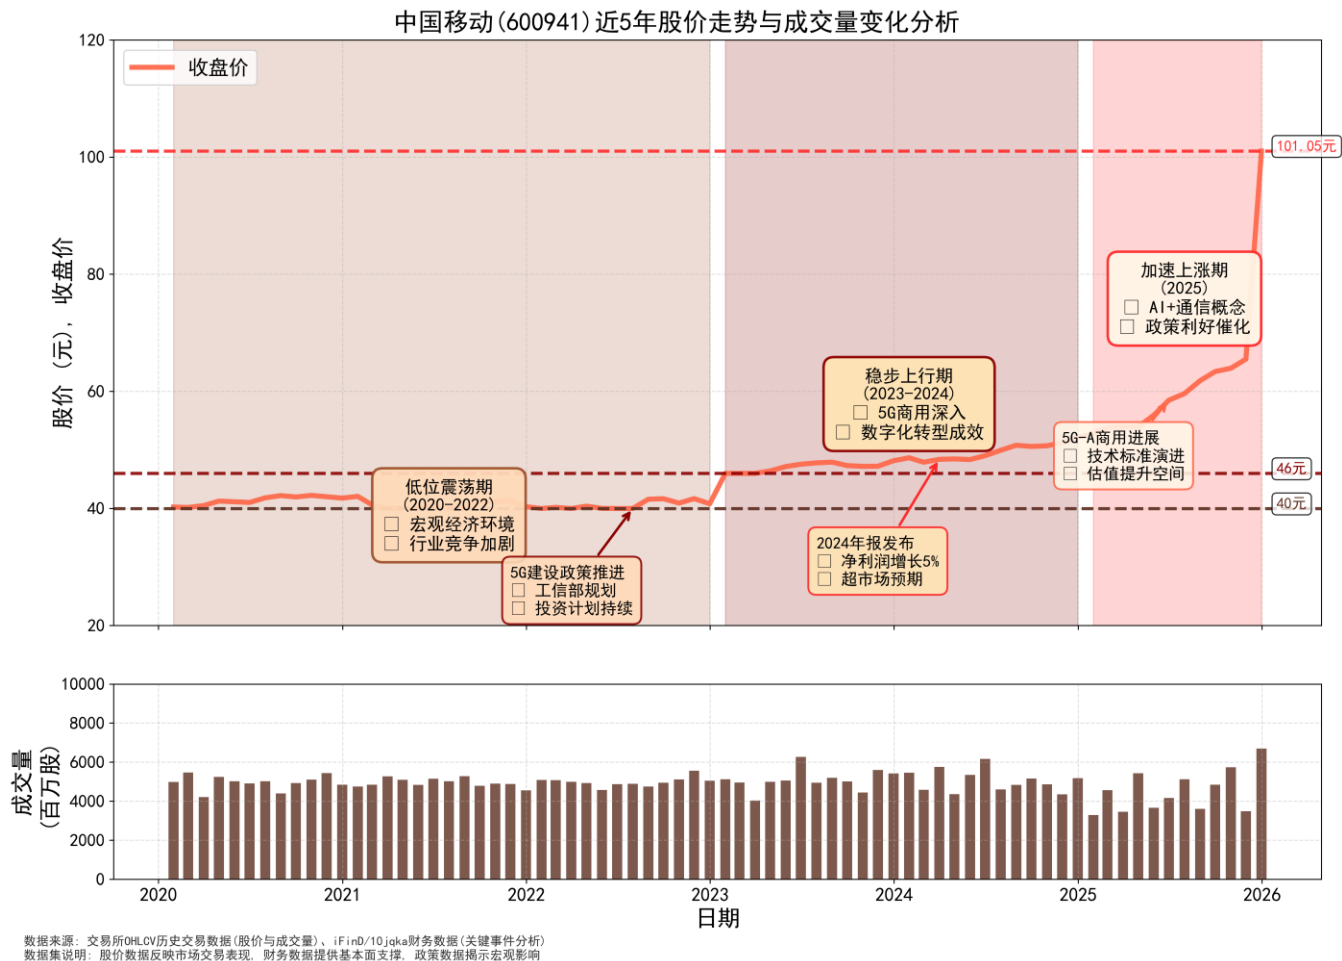 中国移动(600941)近5年股价走势与成交量变化分析
收盘价
股价 (元), 收盘价
120
100
80
60
40
20
101.05元
46元
40元
加速上涨期
(2025)
□ AI+通信概念
□ 政策利好催化
稳步上行期
(2023-2024)
□ 5G商用深入
□ 数字化转型成效
5G-A商用进展
□ 技术标准演进
□ 估值提升空间
低位震荡期
(2020-2022)
□ 宏观经济环境
□ 行业竞争加剧
2024年报发布
□ 净利润增长5%
□ 超市场预期
5G建设政策推进
□ 工信部规划
□ 投资计划持续
成交量
(百万股)
10000
8000
6000
4000
2000
0
2020
2021
2022
2023
2024
2025
2026
日期
数据来源: 交易所OHLCV历史交易数据(股价与成交量)、iFinD/10jqka财务数据(关键事件分析)
数据集说明: 股价数据反映市场交易表现, 财务数据提供基本面支撑, 政策数据揭示宏观影响